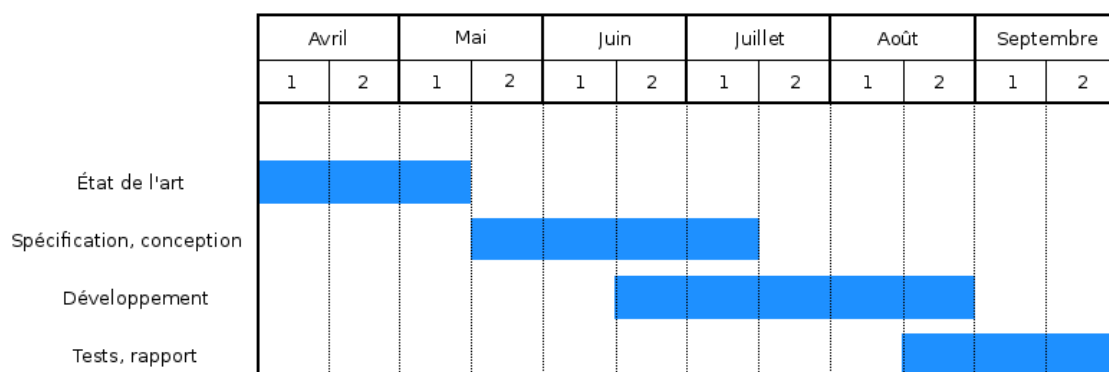 Avril Mai Juin Juillet Août Septembre
1 2 1 2 1 2 1 2 1 2 1 2
État de l'art
Spécification, conception
Développement
Tests, rapport